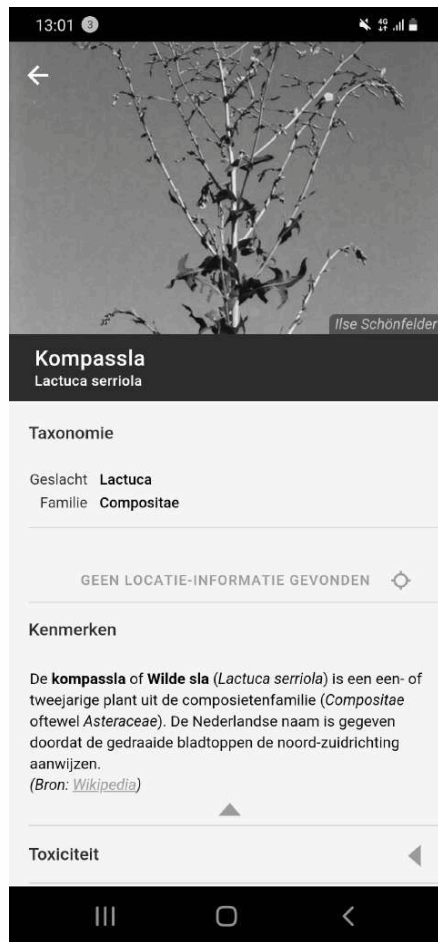 13:01 3
4G
Ilse Schönfelder
Kompassla
Lactuca serriola
Taxonomie
Geslacht Lactuca
Familie Compositae
GEEN LOCATIE-INFORMATIE GEVONDEN
Kenmerken
De kompassla of Wilde sla (Lactuca serriola) is een een- of
tweejarige plant uit de composietenfamilie (Compositae
oftewel Asteraceae). De Nederlandse naam is gegeven
doordat de gedraaide bladtoppen de noord-zuidrichting
aanwijzen.
(Bron: Wikipedia)
Toxiciteit